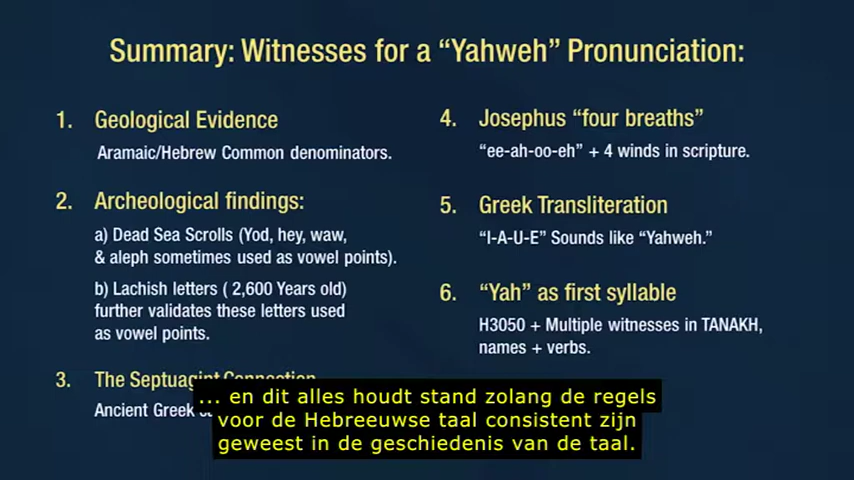 Summary: Witnesses for a “Yahweh” Pronunciation:
1. Geological Evidence
Aramaic/Hebrew Common denominators.
2. Archeological findings:
a) Dead Sea Scrolls (Yod, hey, waw,
& aleph sometimes used as vowel points).
b) Lachish letters ( 2,600 Years old)
further validates these letters used
as vowel points.
3. The Septuagint Connection
Ancient Greek
4. Josephus “four breaths”
“ee-ah-oo-eh” + 4 winds in scripture.
5. Greek Transliteration
“I-A-U-E” Sounds like “Yahweh.”
6. “Yah” as first syllable
H3050 + Multiple witnesses in TANAKH,
names + verbs.
... en dit alles houdt stand zolang de regels
voor de Hebreeuwse taal consistent zijn
geweest in de geschiedenis van de taal.